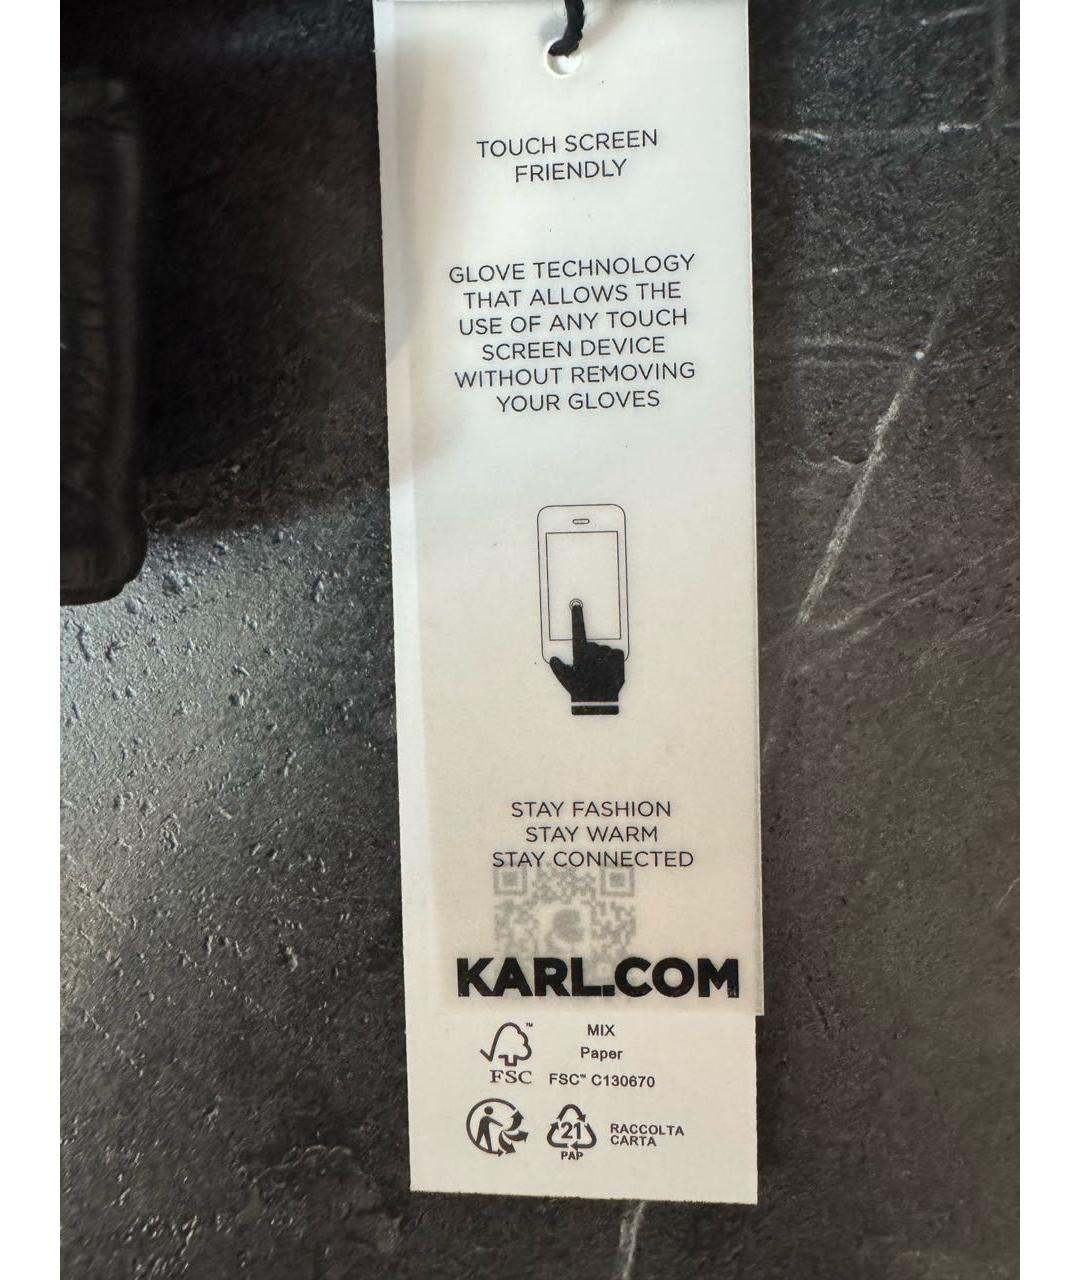 TOUCH SCREEN
FRIENDLY
GLOVE TECHNOLOGY
THAT ALLOWS THE
USE OF ANY TOUCH
SCREEN DEVICE
WITHOUT REMOVING
YOUR GLOVES
STAY FASHION
STAY WARM
STAY CONNECTED
KARL.COM
MIX
Paper
FSC™ C130670
FSC
21
PAP
RACCOLTA
CARTA